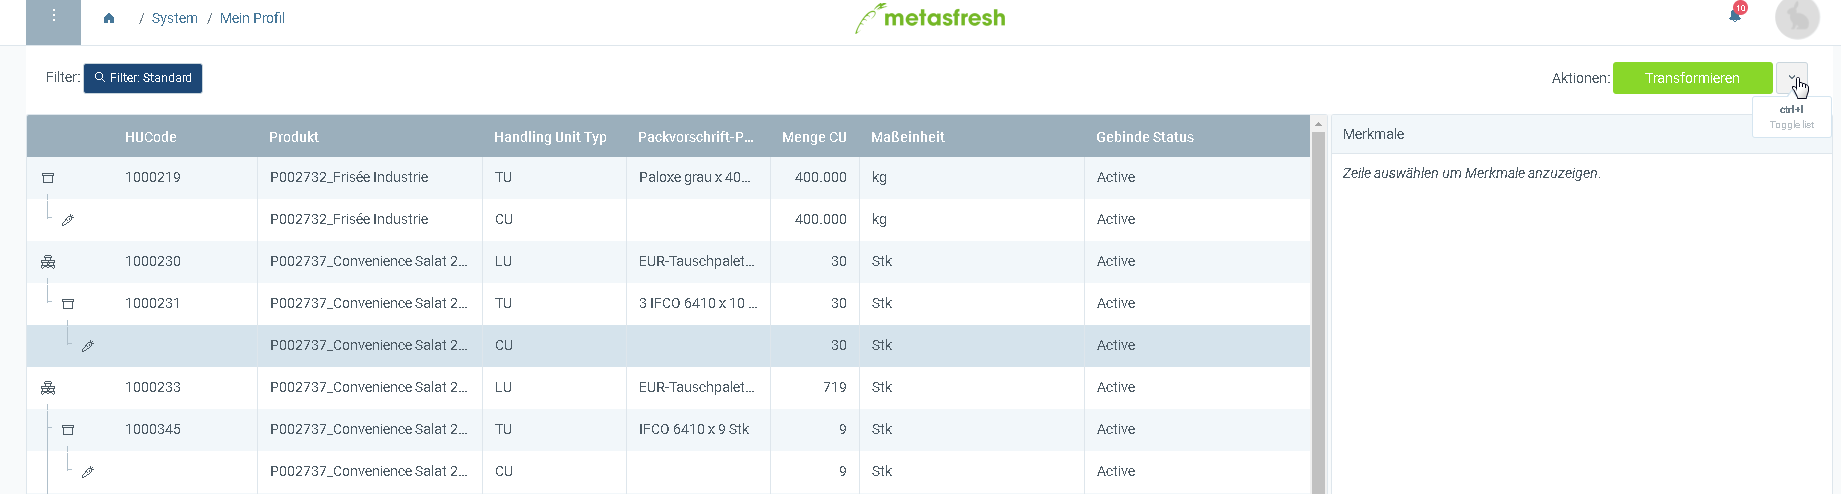 / System / Mein Profil
metasfresh
10
Filter: Filter: Standard
Aktionen: Transformieren
ctrl+l
Toggle list
HUCode Produkt Handling Unit Typ Packvorschrift-P... Menge CU Maßeinheit Gebinde Status
Merkmale
Zeile auswählen um Merkmale anzuzeigen.
1000219 P002732_Frisée Industrie TU Paloxe grau x 40... 400.000 kg Active
P002732_Frisée Industrie CU 400.000 kg Active
1000230 P002737_Convenience Salat 2... LU EUR-Tauschpalet... 30 Stk Active
1000231 P002737_Convenience Salat 2... TU 3 IFCO 6410 x 10 ... 30 Stk Active
P002737_Convenience Salat 2... CU 30 Stk Active
1000233 P002737_Convenience Salat 2... LU EUR-Tauschpalet... 719 Stk Active
1000345 P002737_Convenience Salat 2... TU IFCO 6410 x 9 Stk 9 Stk Active
P002737_Convenience Salat 2... CU 9 Stk Active